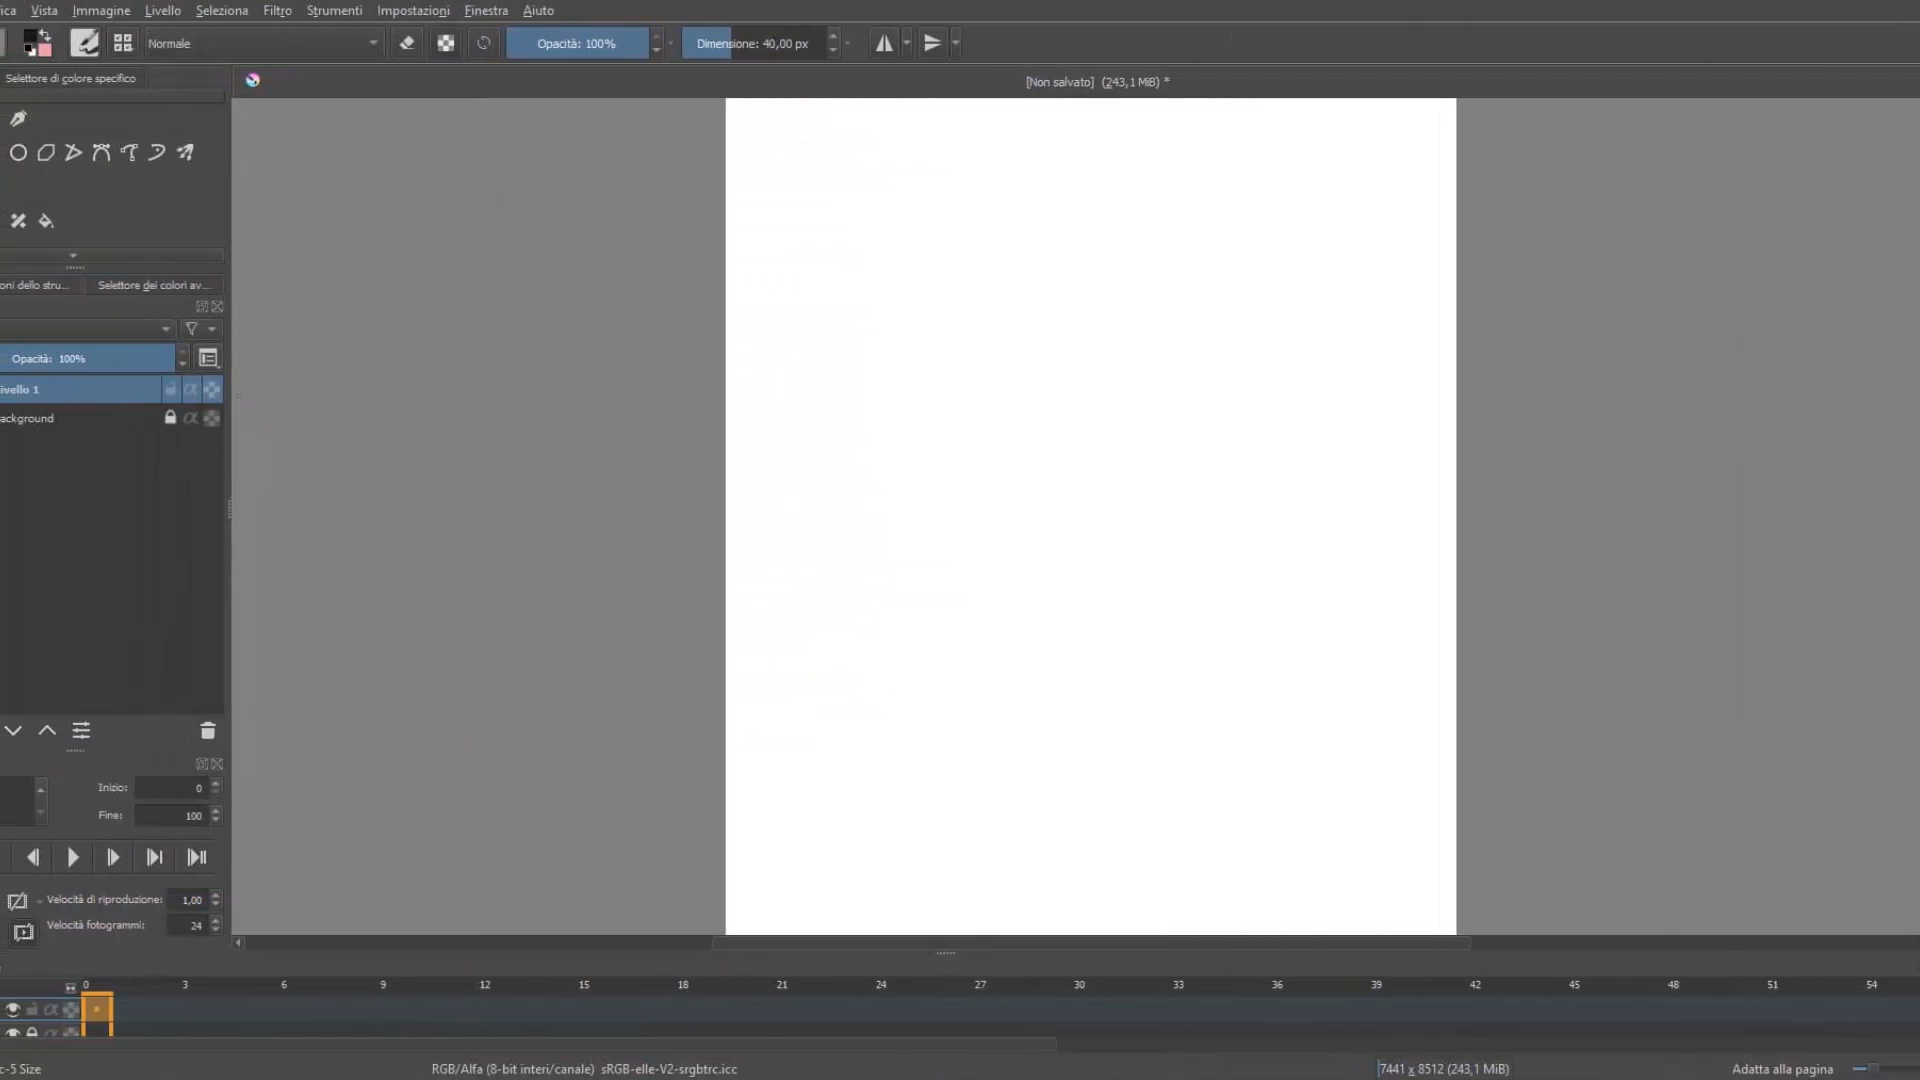 ica Vista Immagine Livello Seleziona Filtro Strumenti Impostazioni Finestra Aiuto
Normale Opacità: 100% Dimensione: 40,00 px
Selettore di colore specifico
[Non salvato] (243,1 MiB) *
oni dello stru... Selettore dei colori av...
Opacità: 100%
ivello 1
ackground
Inizio: 0
Fine: 100
Velocità di riproduzione: 1,00
Velocità fotogrammi: 24
0 3 6 9 12 15 18 21 24 27 30 33 36 39 42 45 48 51 54
c-5 Size RGB/Alfa (8-bit interi/canale) sRGB-elle-V2-srgbtrc.icc 7441 x 8512 (243,1 MiB) Adatta alla pagina